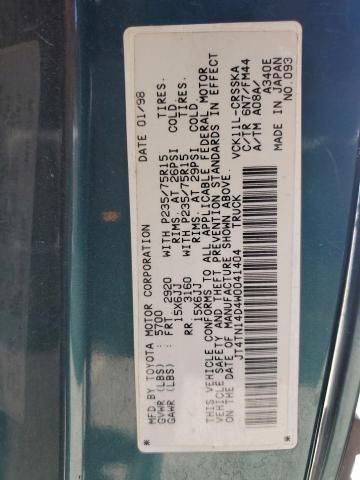 MFD. BY TOYOTA MOTOR CORPORATION DATE 01/98
GVWR (LBS) : 5700
GAWR (LBS) : FRT. 2920 WITH P235/75R15 TIRES.
15X6JJ RIMS. AT 26PSI COLD.
RR. 3160 WITH P235/75R15 TIRES.
15X6JJ RIMS. AT 29PSI COLD.
THIS VEHICLE CONFORMS TO ALL APPLICABLE FEDERAL MOTOR
VEHICLE SAFETY AND THEFT PREVENTION STANDARDS IN EFFECT
ON THE DATE OF MANUFACTURE SHOWN ABOVE.
JT4TN14D4W0041404 TRUCK
VCK11L-CRSSKA
C/TR 6N7/FM44
A/TM A08A/ A340E
MADE IN JAPAN
NO.093
* *